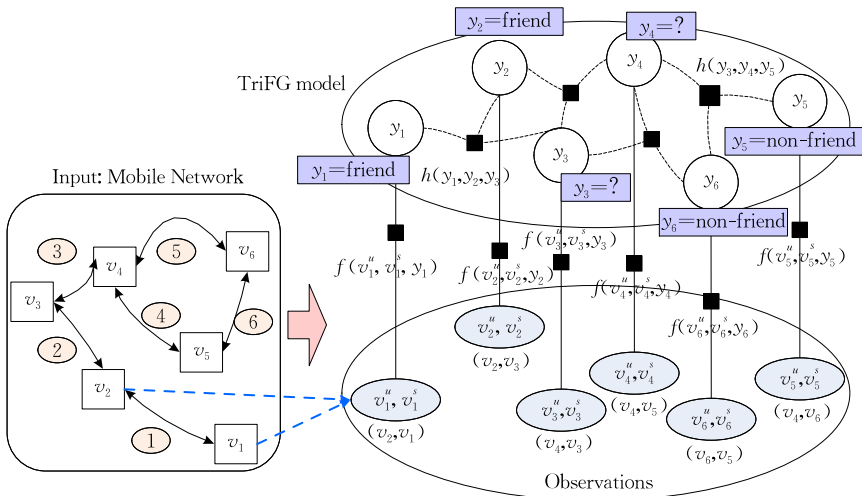 y₂=friend
y₄=?
TriFG model
y₂
y₄
h(y₃,y₄,y₅)
y₅
y₁
y₅=non-friend
y₃
y₁=friend
h(y₁,y₂,y₃)
y₃=?
y₆
y₆=non-friend
Input: Mobile Network
3
5
v₄
v₆
v₃
4
6
2
v₅
v₂
1
v₁
f(v₁ᵘ,v₁ˢ,y₁)
f(v₂ᵘ,v₂ˢ,y₂)
f(v₃ᵘ,v₃ˢ,y₃)
f(v₄ᵘ,v₄ˢ,y₄)
f(v₅ᵘ,v₅ˢ,y₅)
f(v₆ᵘ,v₆ˢ,y₆)
v₂ᵘ,v₂ˢ
(v₂,v₃)
v₁ᵘ,v₁ˢ
(v₂,v₁)
v₃ᵘ,v₃ˢ
(v₄,v₃)
v₄ᵘ,v₄ˢ
(v₄,v₅)
v₆ᵘ,v₆ˢ
(v₆,v₅)
v₅ᵘ,v₅ˢ
(v₄,v₆)
Observations